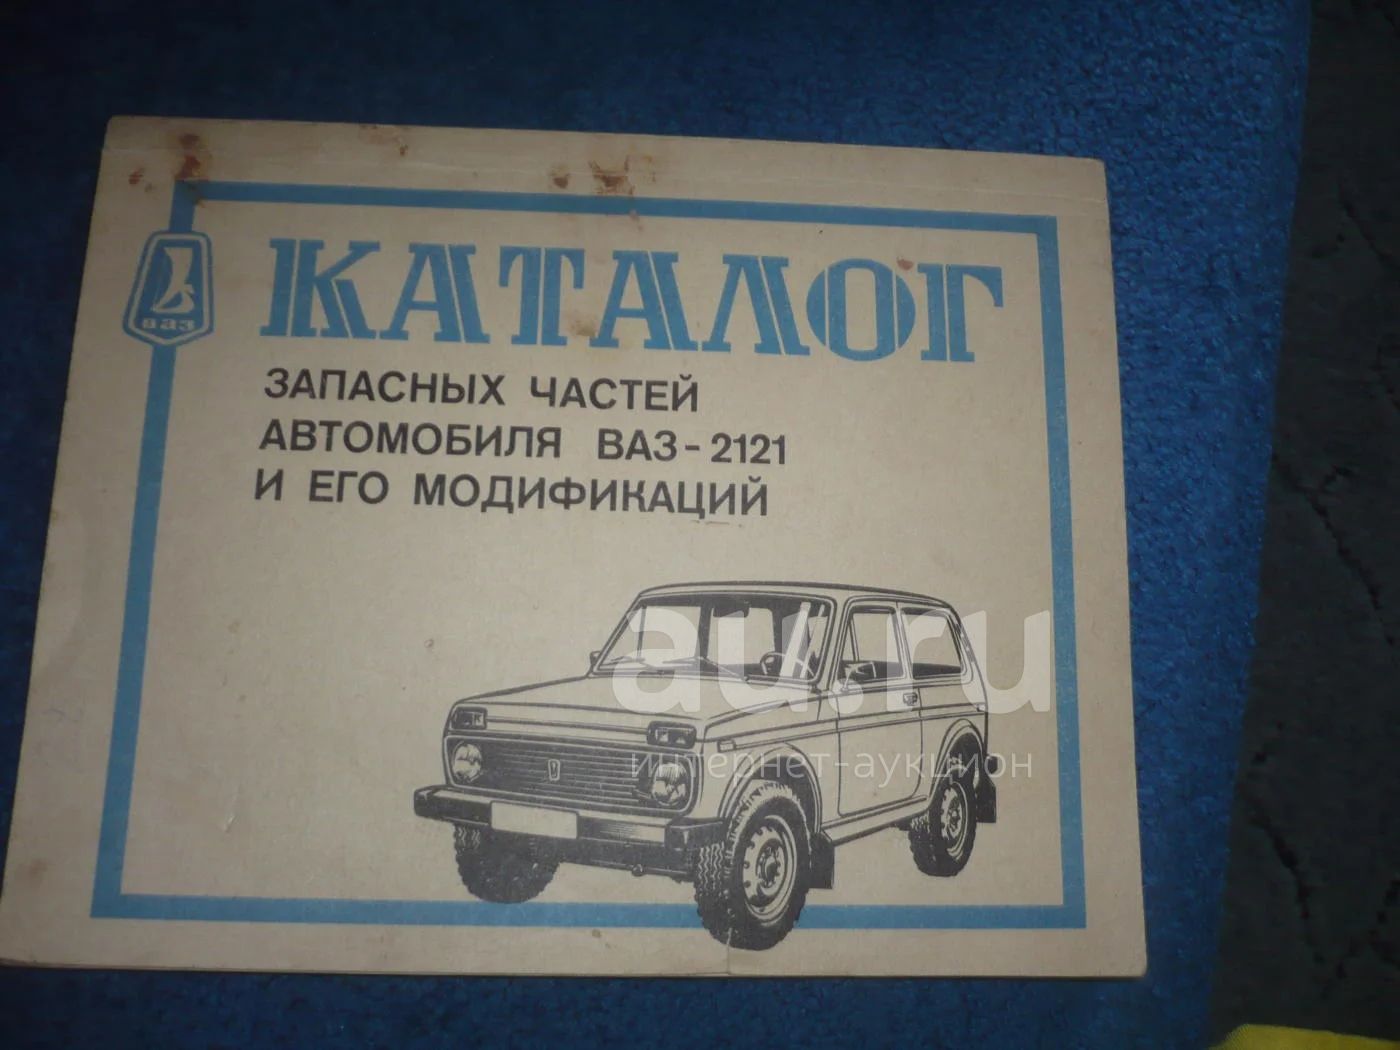 КАТАЛОГ
ваз
ЗАПАСНЫХ ЧАСТЕЙ
АВТОМОБИЛЯ ВАЗ-2121
И ЕГО МОДИФИКАЦИЙ
au.ru
интернет-аукцион